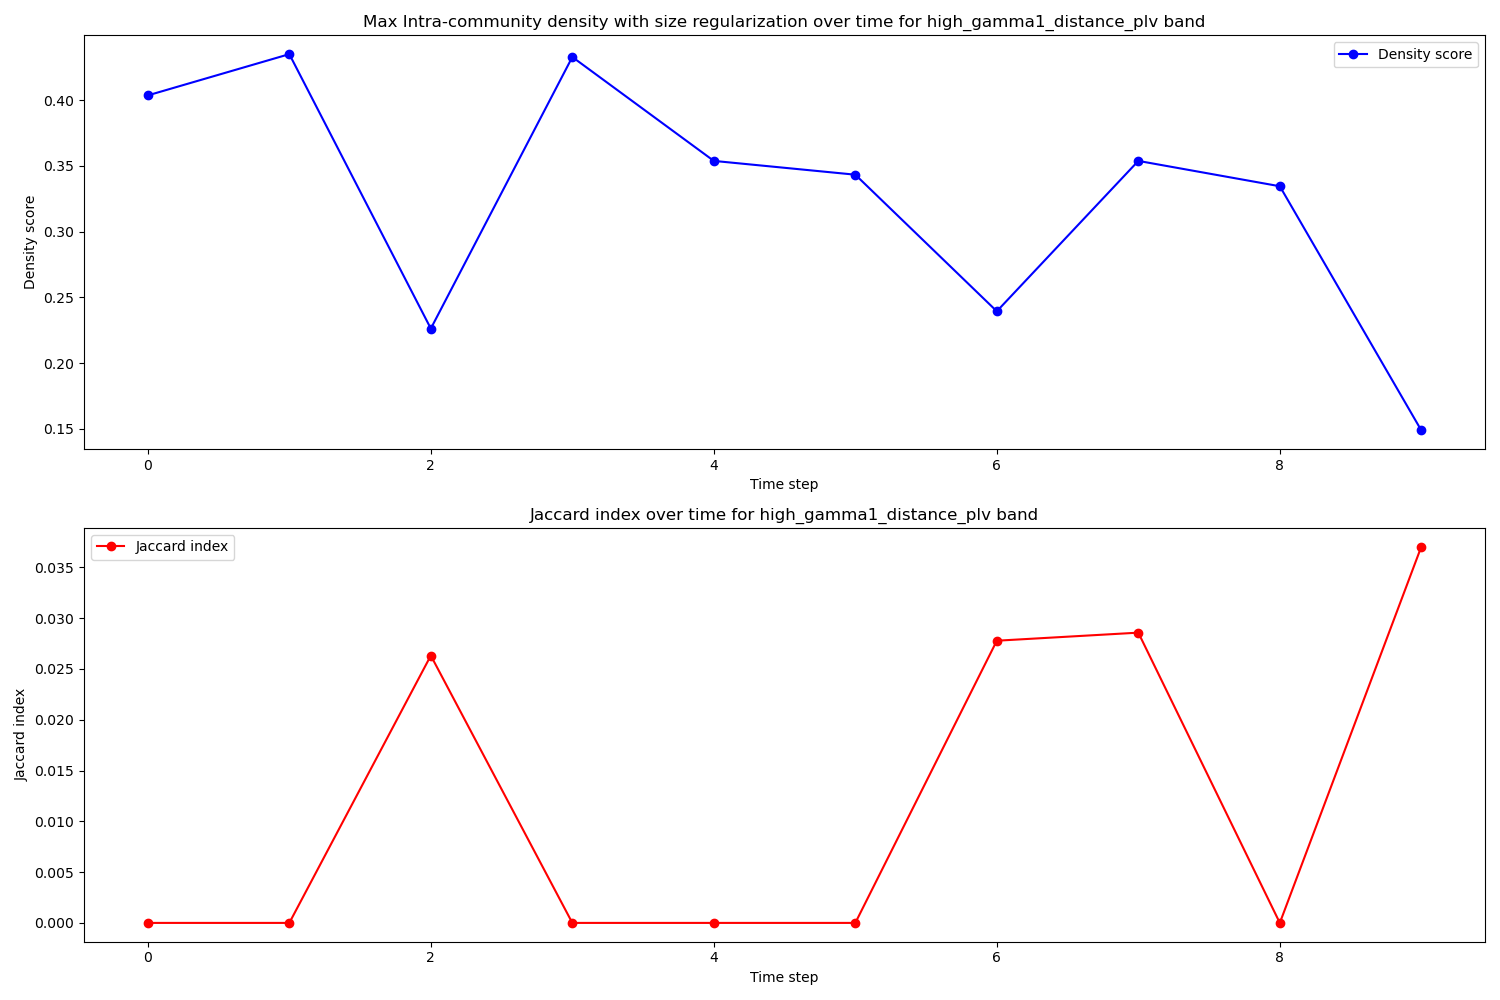 Max Intra-community density with size regularization over time for high_gamma1_distance_plv band
Density score
0.40
0.35
0.30
0.25
0.20
0.15
Density score
0 2 4 6 8
Time step
Jaccard index over time for high_gamma1_distance_plv band
Jaccard index
0.035
0.030
0.025
0.020
0.015
0.010
0.005
0.000
Jaccard index
0 2 4 6 8
Time step